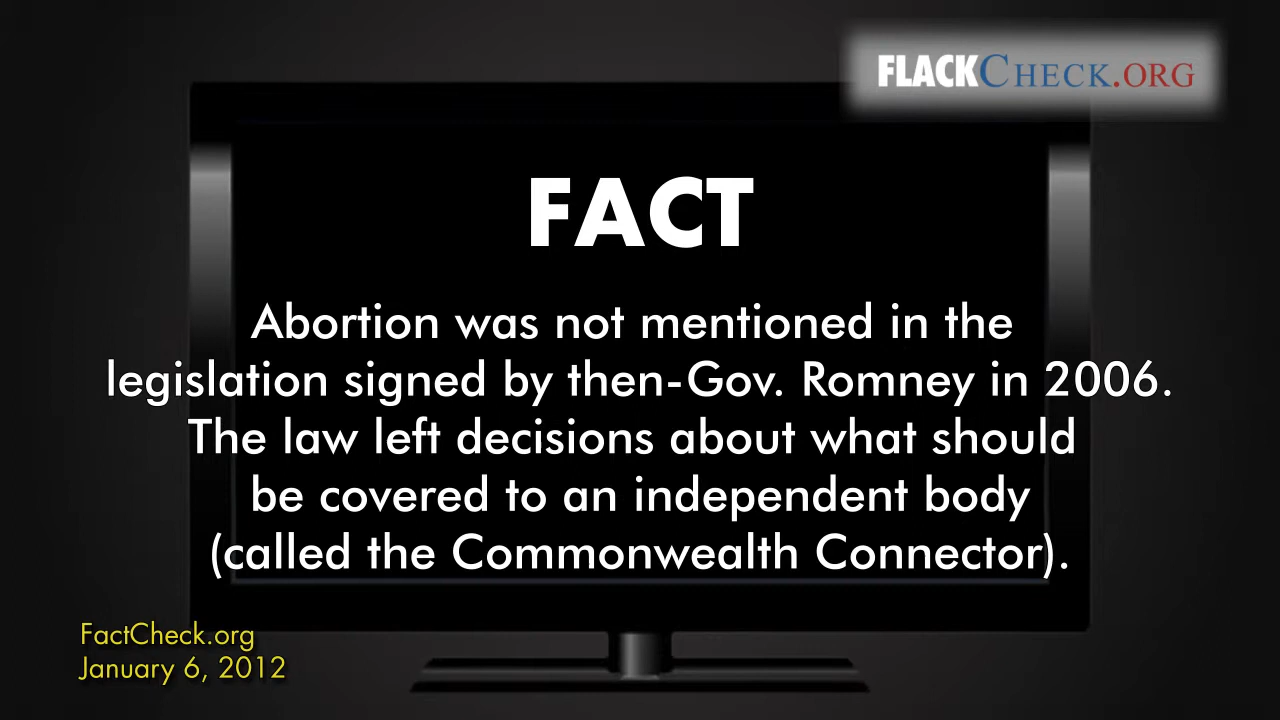 FLACKCHECK.ORG
FACT
Abortion was not mentioned in the
legislation signed by then-Gov. Romney in 2006.
The law left decisions about what should
be covered to an independent body
(called the Commonwealth Connector).
FactCheck.org
January 6, 2012